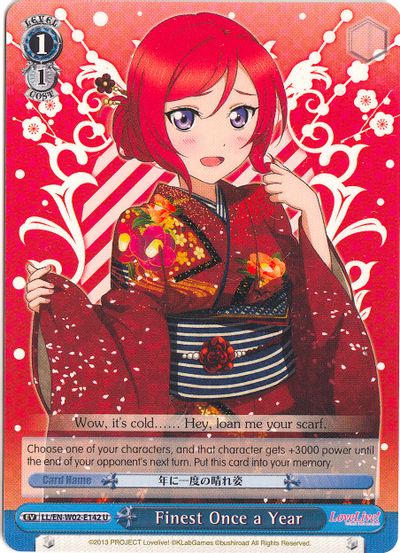 LEVEL
1
1
COST
Wow, it's cold…… Hey, loan me your scarf.
Choose one of your characters, and that character gets +3000 power until
the end of your opponent's next turn. Put this card into your memory.
Card Name 年に一度の晴れ姿
EV LL/EN-W02-E142 U Finest Once a Year LoveLive!
©2013 PROJECT Lovelive! ©KLabGames ©bushiroad All Rights Reserved.